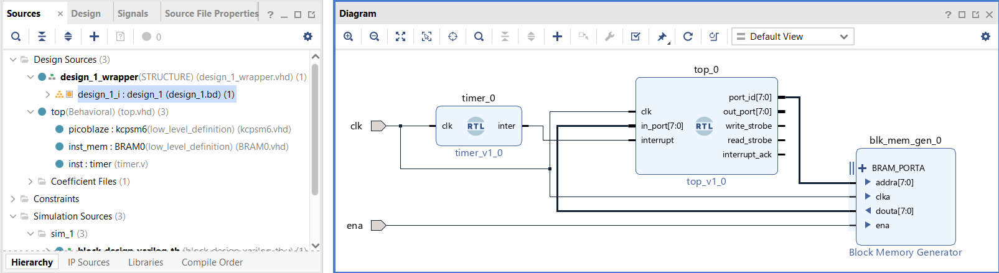 Sources × Design Signals Source File Properties ? _
0
Design Sources (3)
design_1_wrapper(STRUCTURE) (design_1_wrapper.vhd) (1)
design_1_i : design_1 (design_1.bd) (1)
top(Behavioral) (top.vhd) (3)
picoblaze : kcpsm6(low_level_definition) (kcpsm6.vhd)
inst_mem : BRAM0(low_level_definition) (BRAM0.vhd)
inst : timer (timer.v)
Coefficient Files (1)
Constraints
Simulation Sources (3)
sim_1 (3)
Hierarchy IP Sources Libraries Compile Order
Diagram ? ×
Default View
top_0
port_id[7:0]
clk out_port[7:0]
in_port[7:0] RTL write_strobe
interrupt read_strobe
interrupt_ack
top_v1_0
timer_0
clk clk RTL inter
timer_v1_0
blk_mem_gen_0
BRAM_PORTA
addra[7:0]
clka
douta[7:0]
ena ena
Block Memory Generator